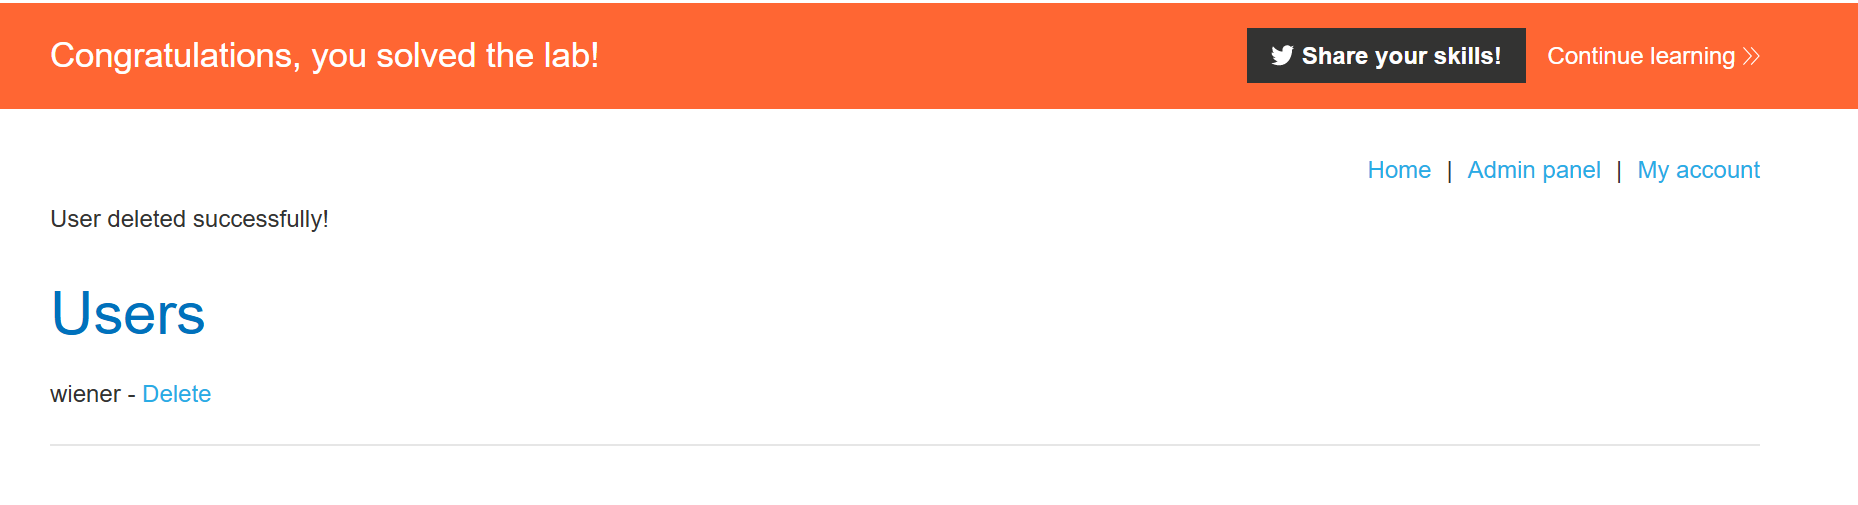 Congratulations, you solved the lab!
Share your skills!
Continue learning
Home | Admin panel | My account
User deleted successfully!
Users
wiener - Delete